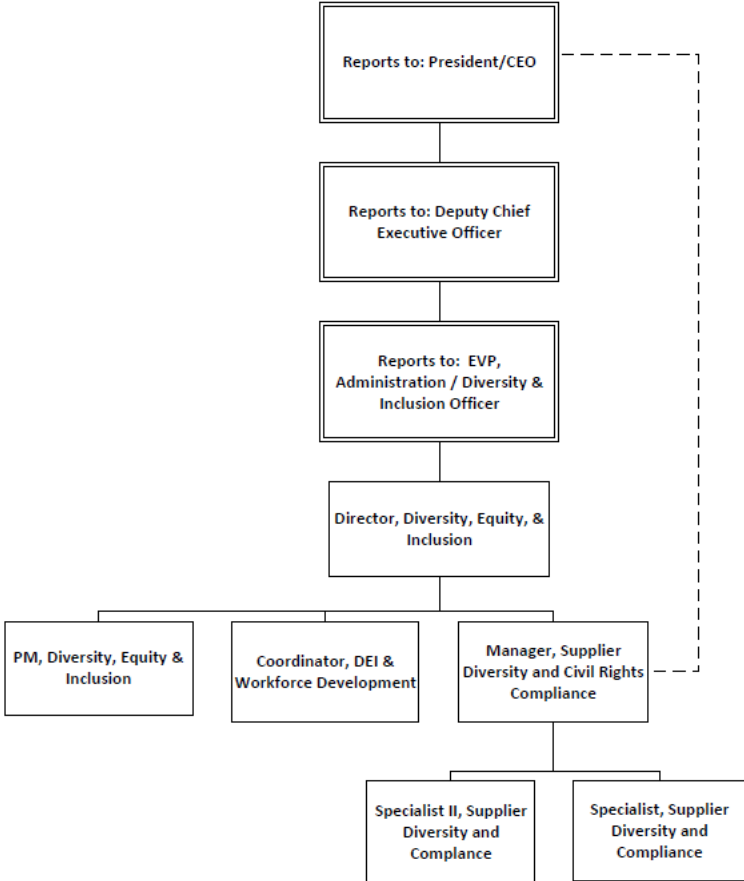 Reports to: President/CEO
Reports to: Deputy Chief
Executive Officer
Reports to:  EVP,
Administration / Diversity &
Inclusion Officer
Director, Diversity, Equity, &
Inclusion
PM, Diversity, Equity &
Inclusion
Coordinator, DEI &
Workforce Development
Manager, Supplier
Diversity and Civil Rights
Compliance
Specialist II, Supplier
Diversity and
Complance
Specialist, Supplier
Diversity and
Compliance